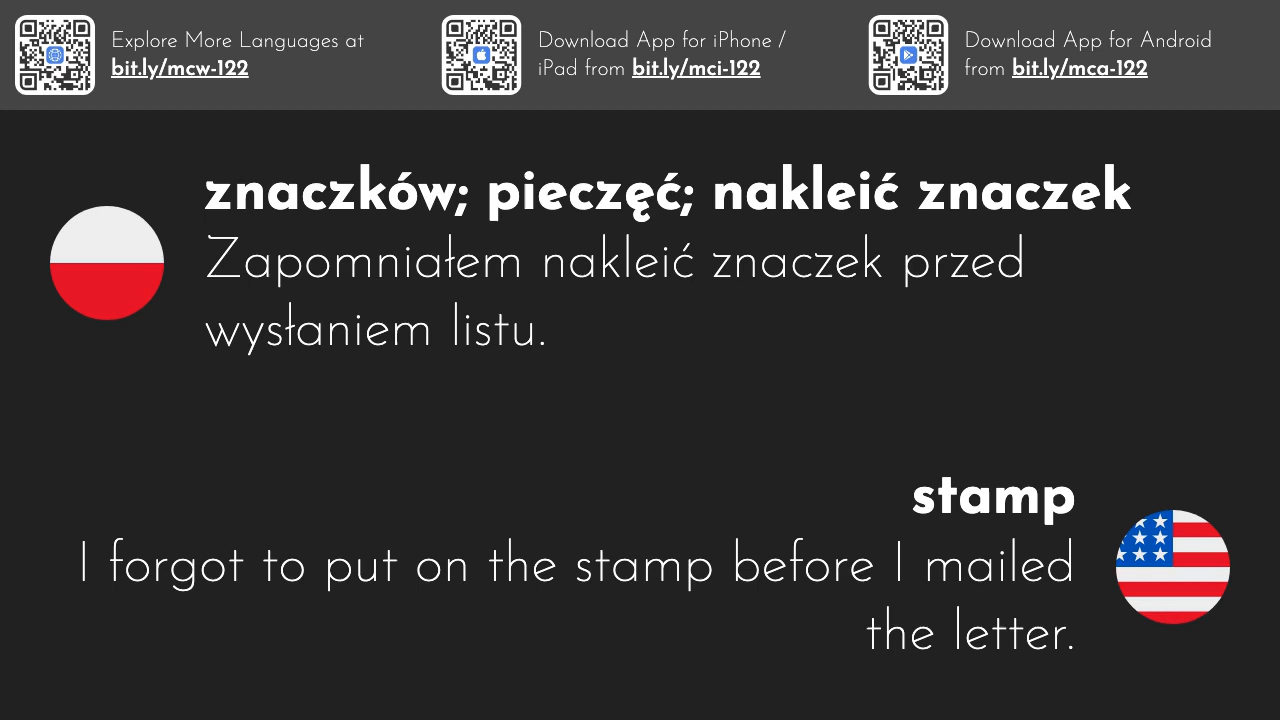 Explore More Languages at
bit.ly/mcw-122
Download App for iPhone /
iPad from bit.ly/mci-122
Download App for Android
from bit.ly/mca-122
znaczków; pieczęć; nakleić znaczek
Zapomniałem nakleić znaczek przed
wysłaniem listu.
stamp
I forgot to put on the stamp before I mailed
the letter.